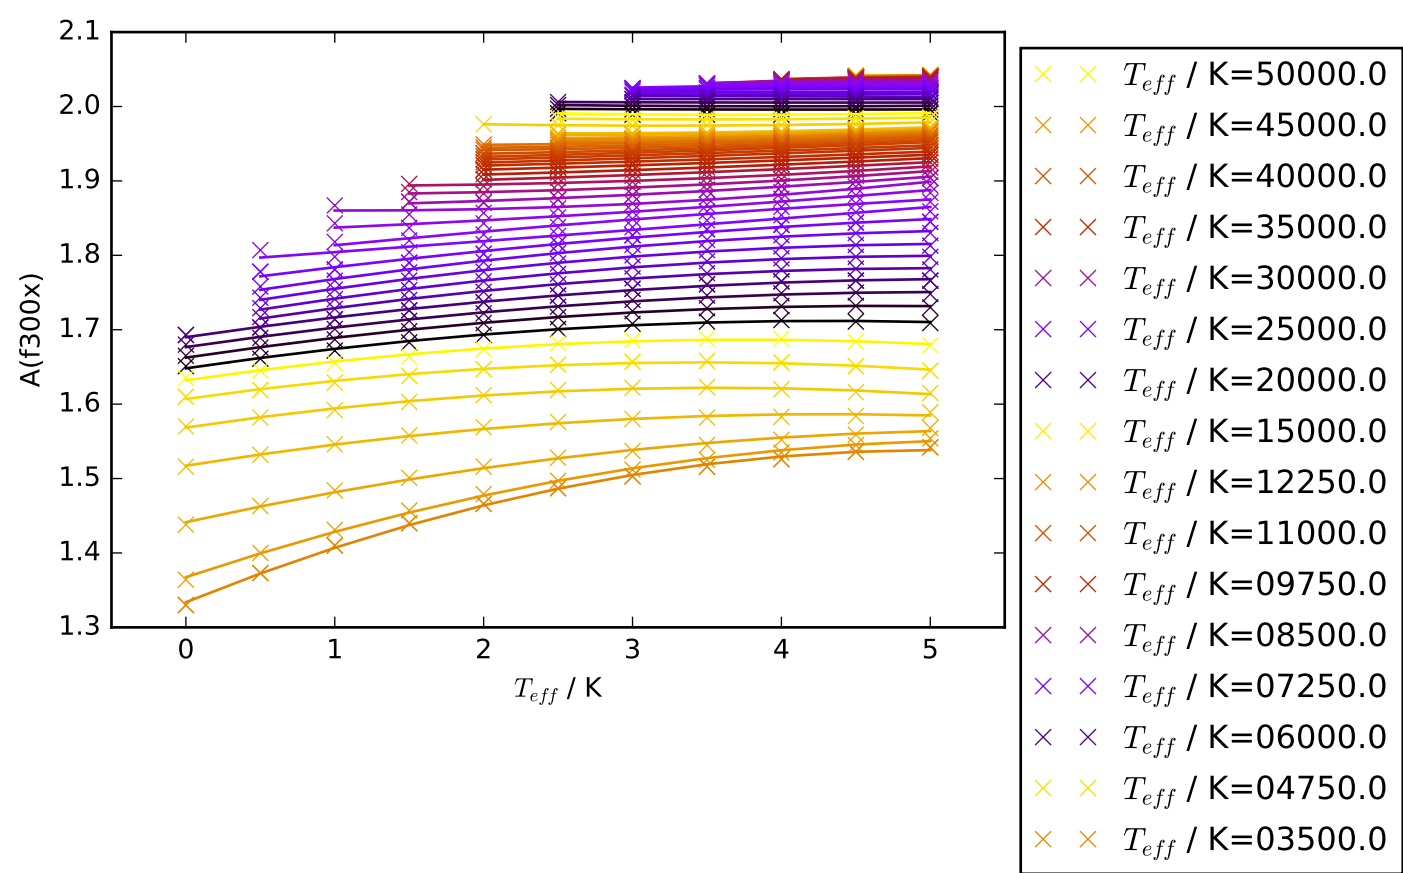 2.1
2.0
1.9
1.8
1.7
1.6
1.5
1.4
1.3
A(f300x)
0 1 2 3 4 5
T_eff / K
T_eff / K=50000.0
T_eff / K=45000.0
T_eff / K=40000.0
T_eff / K=35000.0
T_eff / K=30000.0
T_eff / K=25000.0
T_eff / K=20000.0
T_eff / K=15000.0
T_eff / K=12250.0
T_eff / K=11000.0
T_eff / K=09750.0
T_eff / K=08500.0
T_eff / K=07250.0
T_eff / K=06000.0
T_eff / K=04750.0
T_eff / K=03500.0